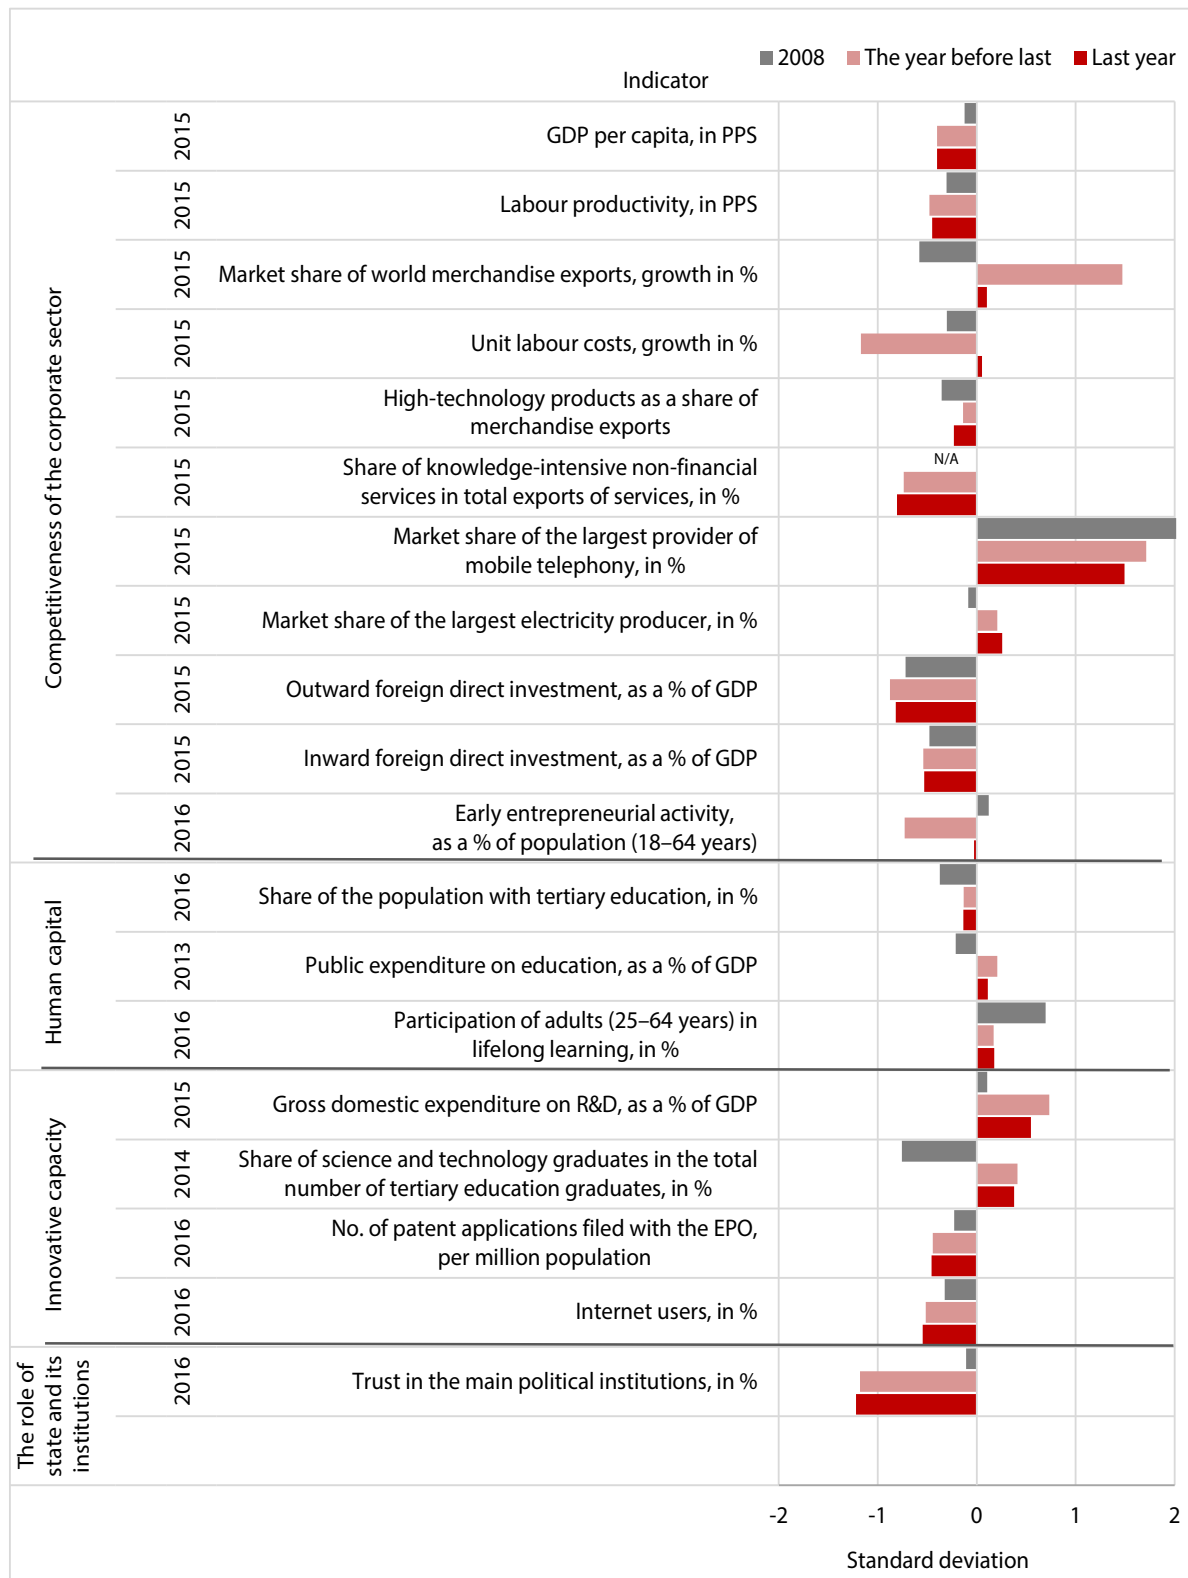 2008 The year before last Last year
Indicator
Competitiveness of the corporate sector
2015
GDP per capita, in PPS
2015
Labour productivity, in PPS
2015
Market share of world merchandise exports, growth in %
2015
Unit labour costs, growth in %
2015
High-technology products as a share of
merchandise exports
2015
Share of knowledge-intensive non-financial
services in total exports of services, in %
N/A
2015
Market share of the largest provider of
mobile telephony, in %
2015
Market share of the largest electricity producer, in %
2015
Outward foreign direct investment, as a % of GDP
2015
Inward foreign direct investment, as a % of GDP
2016
Early entrepreneurial activity,
as a % of population (18–64 years)
Human capital
2016
Share of the population with tertiary education, in %
2013
Public expenditure on education, as a % of GDP
2016
Participation of adults (25–64 years) in
lifelong learning, in %
Innovative capacity
2015
Gross domestic expenditure on R&D, as a % of GDP
2014
Share of science and technology graduates in the total
number of tertiary education graduates, in %
2016
No. of patent applications filed with the EPO,
per million population
2016
Internet users, in %
The role of
state and its
institutions
2016
Trust in the main political institutions, in %
-2 -1 0 1 2
Standard deviation